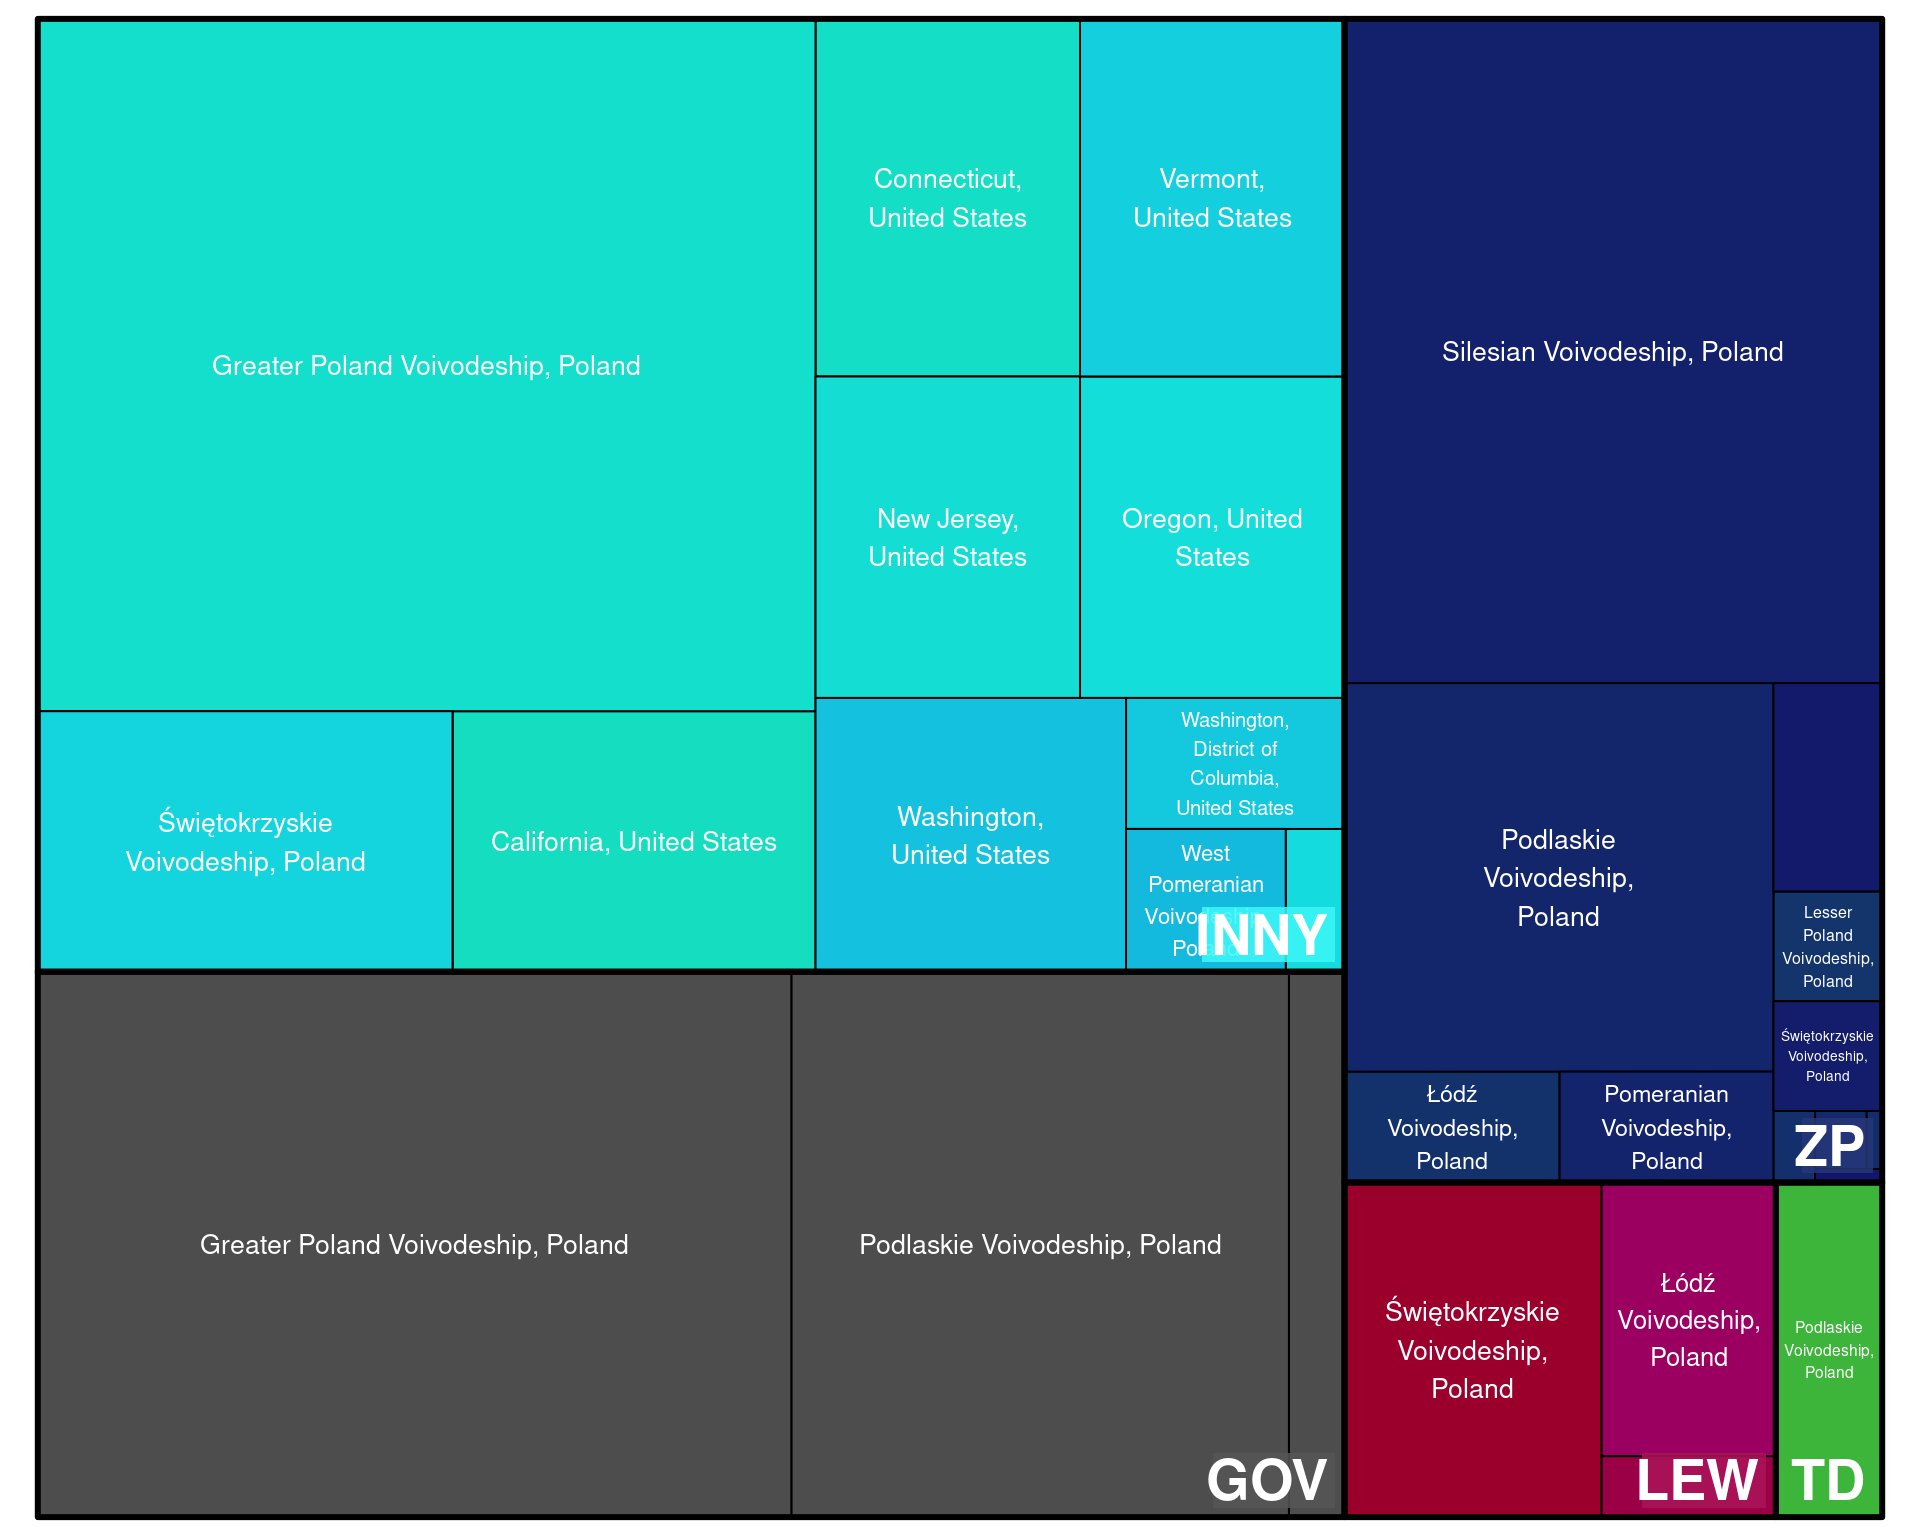 Greater Poland Voivodeship, Poland
Connecticut,
United States
Vermont,
United States
New Jersey,
United States
Oregon, United
States
Świętokrzyskie
Voivodeship, Poland
California, United States
Washington,
United States
Washington,
District of
Columbia,
United States
West
Pomeranian
INNY
Silesian Voivodeship, Poland
Podlaskie
Voivodeship,
Poland
Lesser
Poland
Voivodeship,
Poland
Świętokrzyskie
Voivodeship,
Poland
Łódź
Voivodeship,
Poland
Pomeranian
Voivodeship,
Poland
ZP
Greater Poland Voivodeship, Poland
Podlaskie Voivodeship, Poland
GOV
Świętokrzyskie
Voivodeship,
Poland
Łódź
Voivodeship,
Poland
LEW
Podlaskie
Voivodeship,
Poland
TD